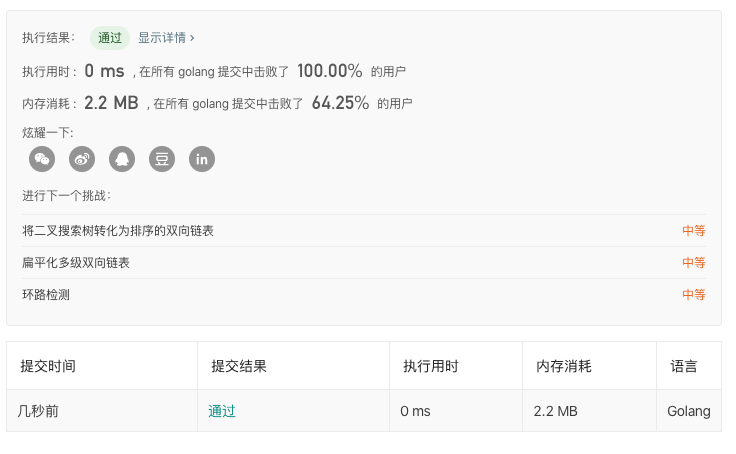 执行结果： 通过 显示详情 ›
执行用时： 0 ms , 在所有 golang 提交中击败了 100.00% 的用户
内存消耗： 2.2 MB , 在所有 golang 提交中击败了 64.25% 的用户
炫耀一下:
豆 in
进行下一个挑战：
将二叉搜索树转化为排序的双向链表 中等
扁平化多级双向链表 中等
环路检测 中等
提交时间 提交结果 执行用时 内存消耗 语言
几秒前 通过 0 ms 2.2 MB Golang